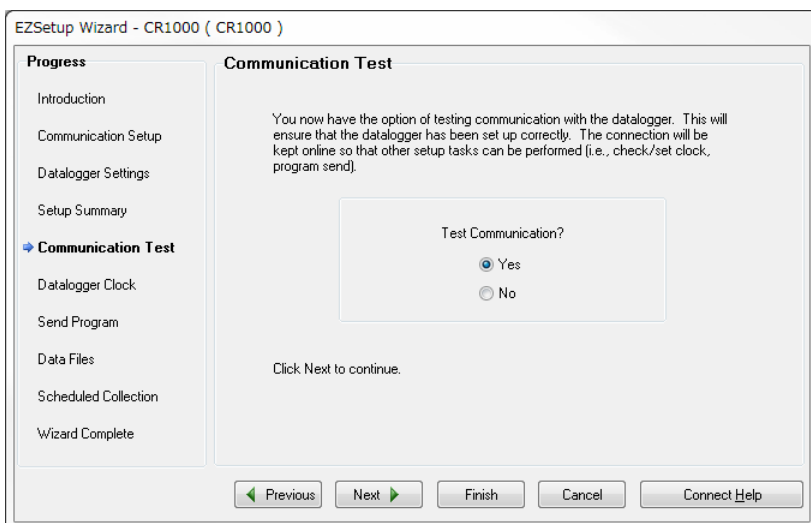 EZSetup Wizard - CR1000 ( CR1000 )
Progress
Introduction
Communication Setup
Datalogger Settings
Setup Summary
Communication Test
Datalogger Clock
Send Program
Data Files
Scheduled Collection
Wizard Complete
Communication Test
You now have the option of testing communication with the datalogger. This will
ensure that the datalogger has been set up correctly. The connection will be
kept online so that other setup tasks can be performed (i.e., check/set clock,
program send).
Test Communication?
Yes
No
Click Next to continue.
Previous
Next
Finish
Cancel
Connect Help